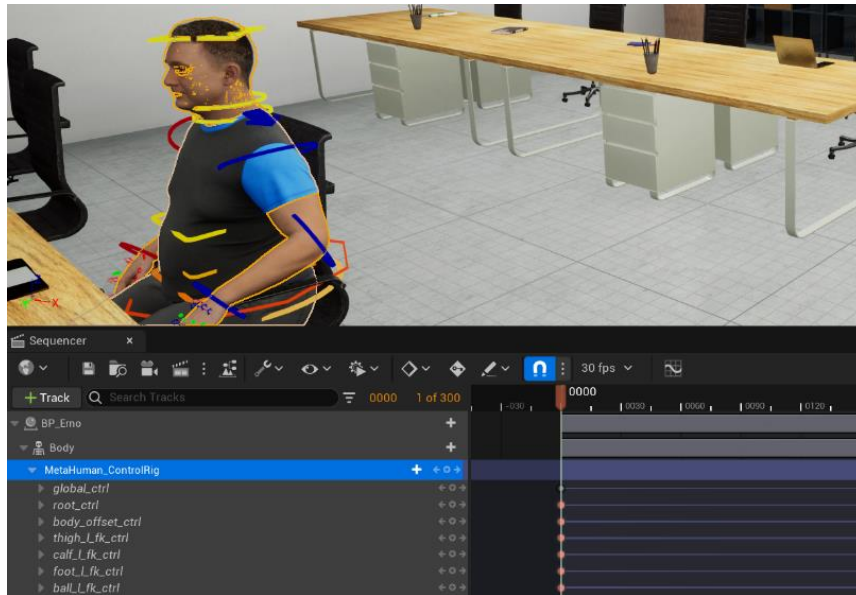 x
Sequencer ×
30 fps
+ Track Search Tracks 0000 1 of 300
0000
-030 0030 0060 0090 0120
BP_Erno
Body
MetaHuman_ControlRig
global_ctrl
root_ctrl
body_offset_ctrl
thigh_l_fk_ctrl
calf_l_fk_ctrl
foot_l_fk_ctrl
ball_l_fk_ctrl